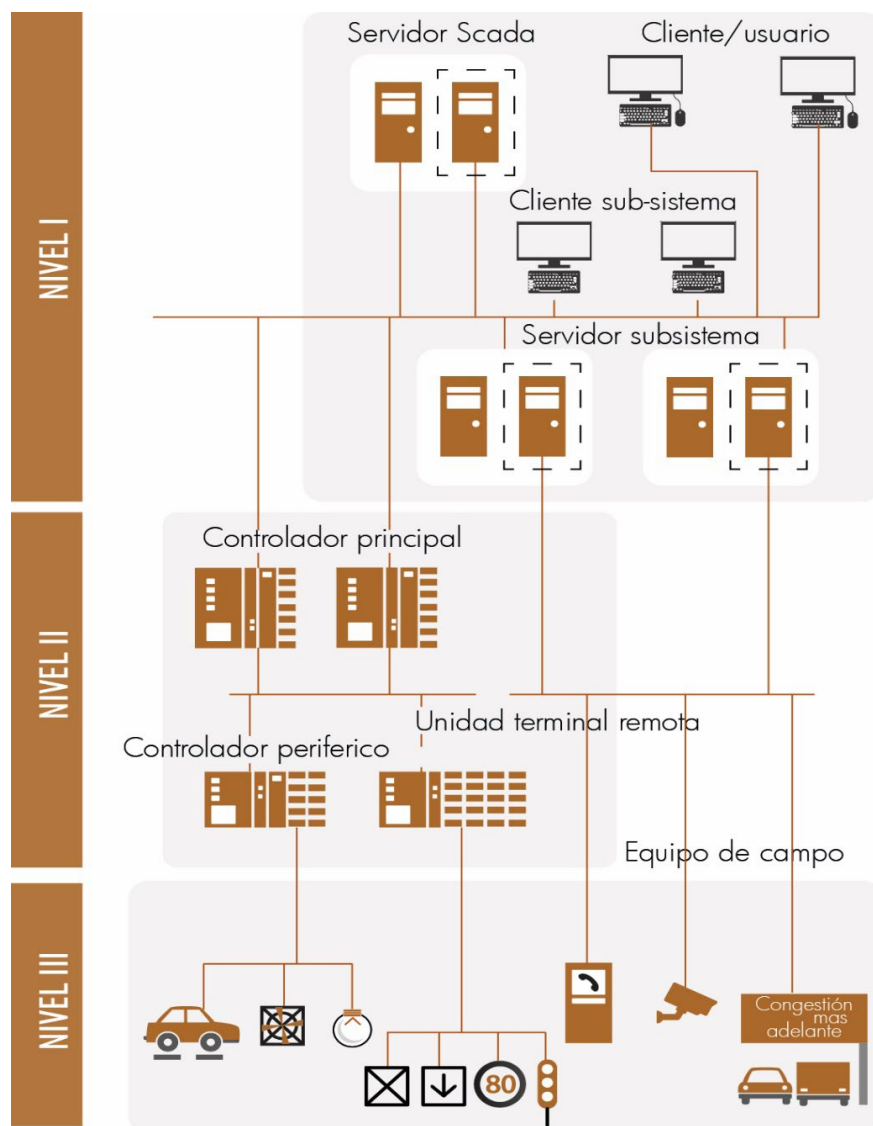 Servidor Scada
Cliente/usuario
Cliente sub-sistema
NIVEL I
Servidor subsistema
Controlador principal
NIVEL II
Unidad terminal remota
Controlador periferico
Equipo de campo
NIVEL III
Congestión
mas
adelante
80